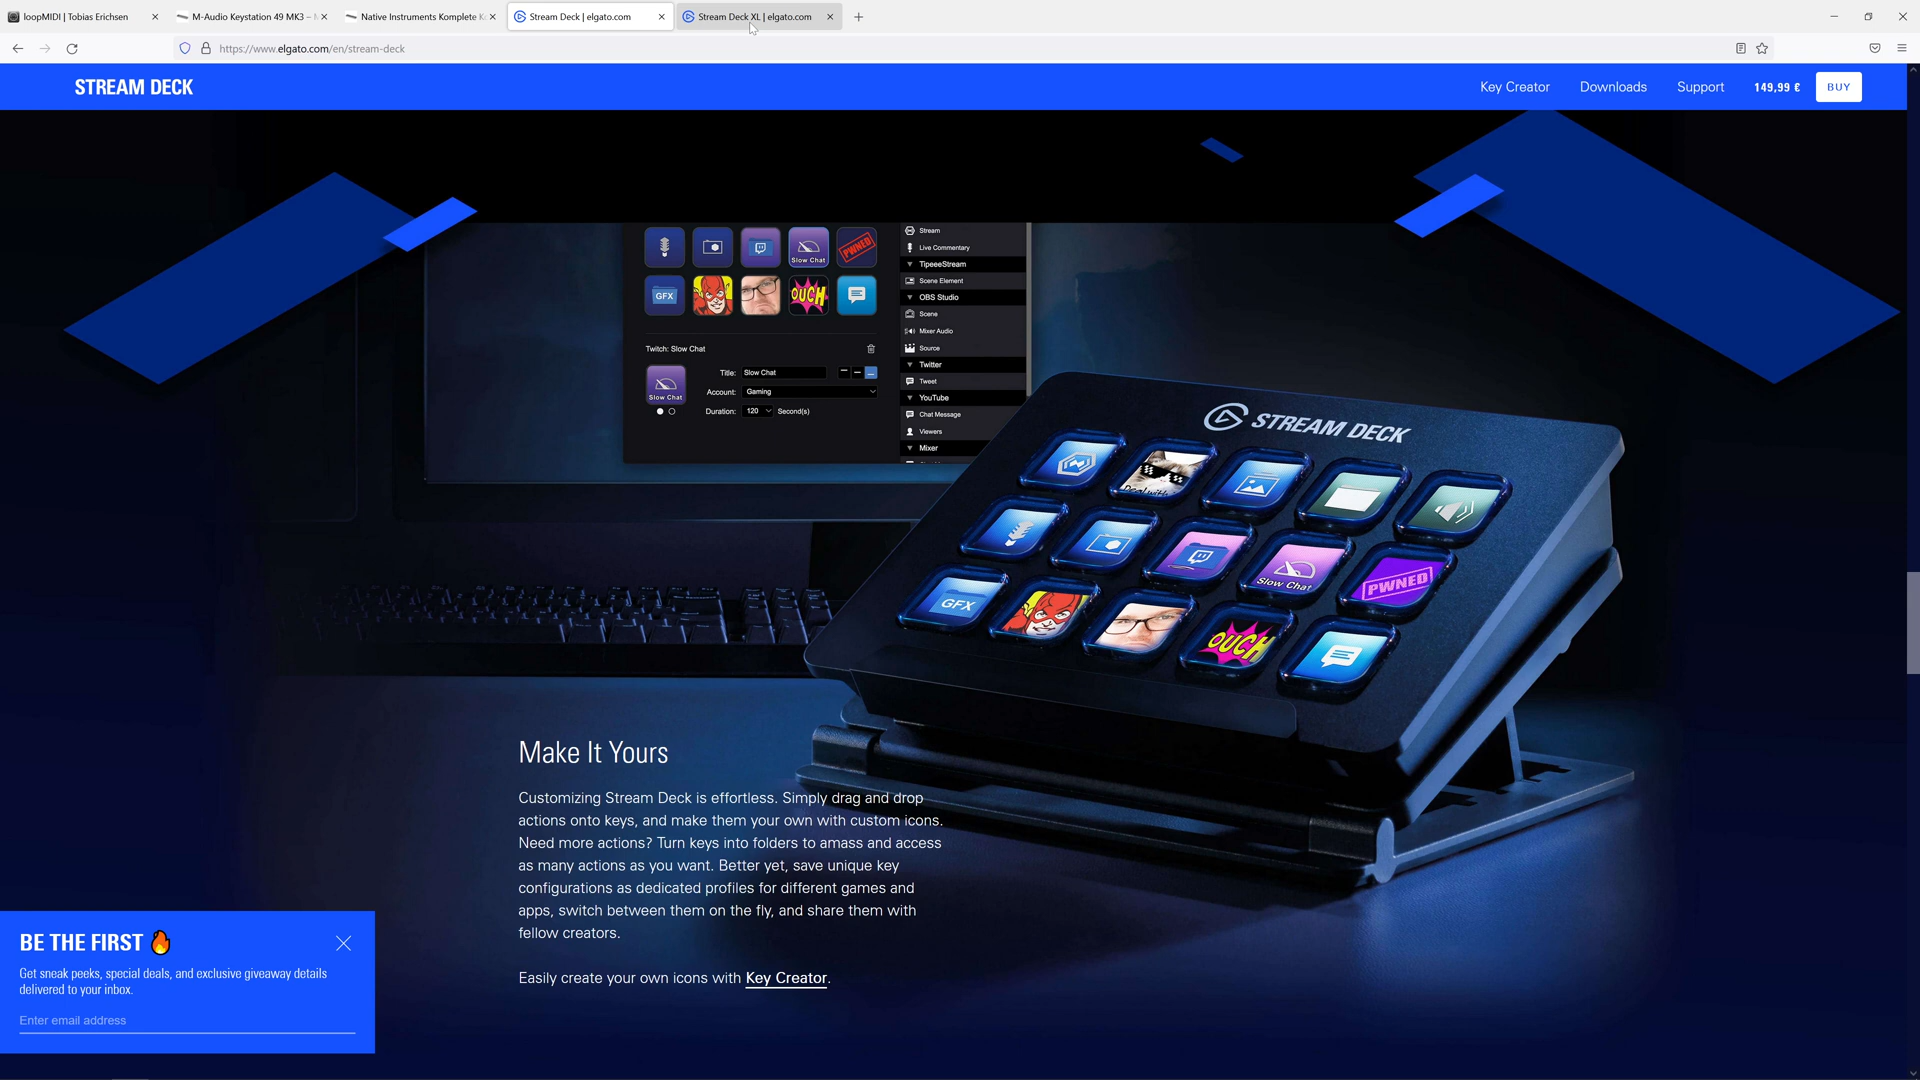 loopMIDI | Tobias Erichsen
M-Audio Keystation 49 MK3 –
Native Instruments Komplete K
Stream Deck | elgato.com
Stream Deck XL | elgato.com
https://www.elgato.com/en/stream-deck
STREAM DECK
Key Creator
Downloads
Support
149,99 €
BUY
Slow Chat
PWNED
GFX
OUCH
Twitch: Slow Chat
Slow Chat
Title:
Slow Chat
Account:
Gaming
Duration:
120
Second(s)
Stream
Live Commentary
TipeeeStream
Scene Element
OBS Studio
Scene
Mixer Audio
Source
Twitter
Tweet
YouTube
Chat Message
Viewers
Mixer
STREAM DECK
Deal with
Slow Chat
PWNED
GFX
OUCH
Make It Yours
Customizing Stream Deck is effortless. Simply drag and drop
actions onto keys, and make them your own with custom icons.
Need more actions? Turn keys into folders to amass and access
as many actions as you want. Better yet, save unique key
configurations as dedicated profiles for different games and
apps, switch between them on the fly, and share them with
fellow creators.
Easily create your own icons with Key Creator.
BE THE FIRST 🔥
Get sneak peeks, special deals, and exclusive giveaway details
delivered to your inbox.
Enter email address